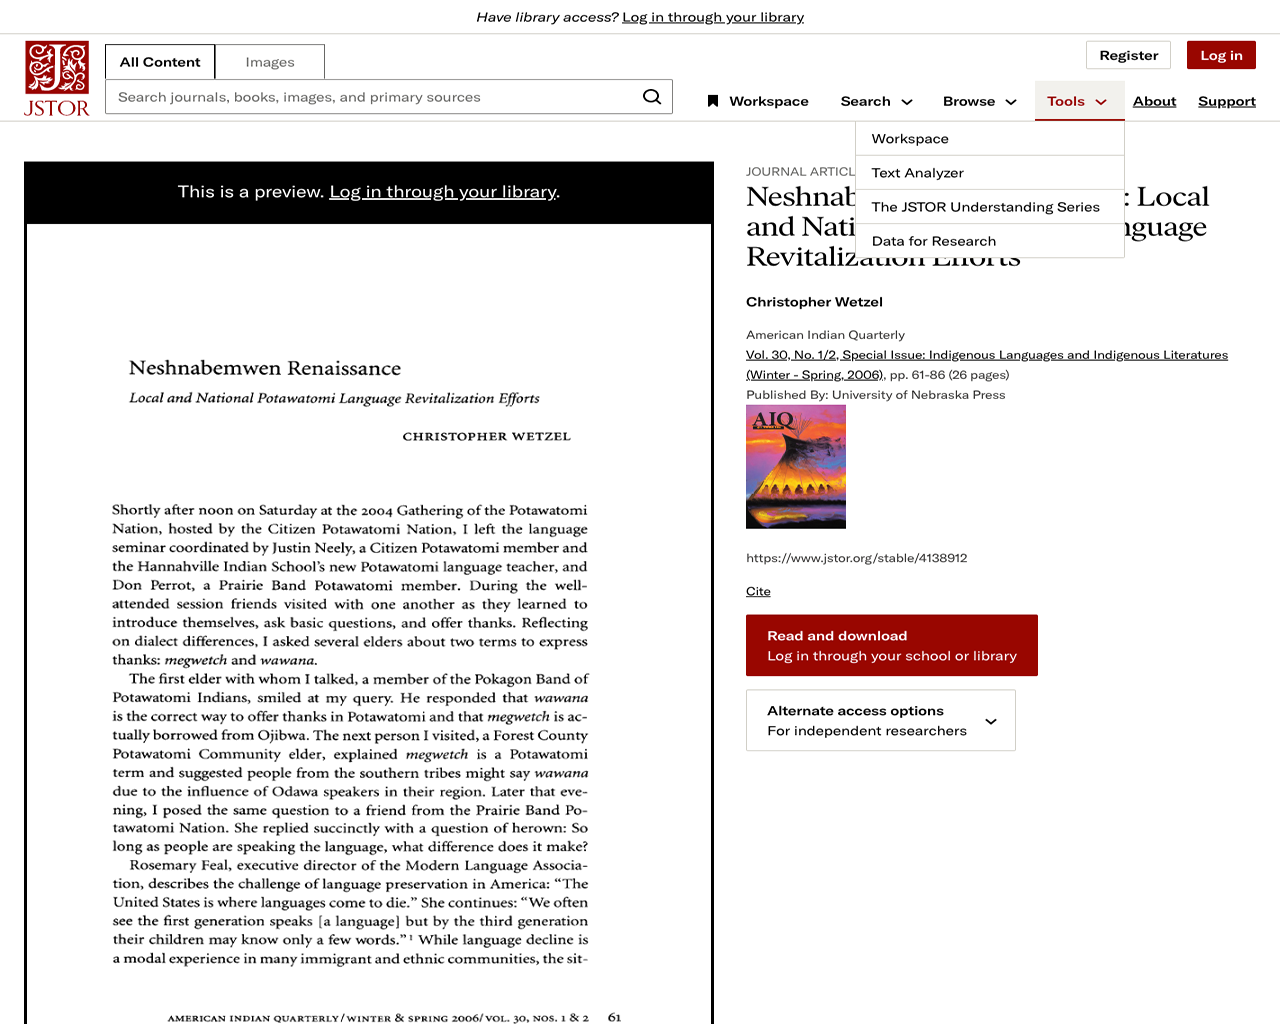 Have library access? Log in through your library
JSTOR
All Content
Images
Register
Log in
Search journals, books, images, and primary sources
Workspace
Search
Browse
Tools
About
Support
Workspace
Text Analyzer
The JSTOR Understanding Series
Data for Research
This is a preview. Log in through your library.
Neshnabemwen Renaissance
Local and National Potawatomi Language Revitalization Efforts
CHRISTOPHER WETZEL
Shortly after noon on Saturday at the 2004 Gathering of the Potawatomi
Nation, hosted by the Citizen Potawatomi Nation, I left the language
seminar coordinated by Justin Neely, a Citizen Potawatomi member and
the Hannahville Indian School's new Potawatomi language teacher, and
Don Perrot, a Prairie Band Potawatomi member. During the well-
attended session friends visited with one another as they learned to
introduce themselves, ask basic questions, and offer thanks. Reflecting
on dialect differences, I asked several elders about two terms to express
thanks: megwetch and wawana.
The first elder with whom I talked, a member of the Pokagon Band of
Potawatomi Indians, smiled at my query. He responded that wawana
is the correct way to offer thanks in Potawatomi and that megwetch is ac-
tually borrowed from Ojibwa. The next person I visited, a Forest County
Potawatomi Community elder, explained megwetch is a Potawatomi
term and suggested people from the southern tribes might say wawana
due to the influence of Odawa speakers in their region. Later that eve-
ning, I posed the same question to a friend from the Prairie Band Po-
tawatomi Nation. She replied succinctly with a question of herown: So
long as people are speaking the language, what difference does it make?
Rosemary Feal, executive director of the Modern Language Associa-
tion, describes the challenge of language preservation in America: "The
United States is where languages come to die." She continues: "We often
see the first generation speaks [a language] but by the third generation
their children may know only a few words."1 While language decline is
a modal experience in many immigrant and ethnic communities, the sit-
AMERICAN INDIAN QUARTERLY/WINTER & SPRING 2006/VOL. 30, NOS. 1 & 2 61
JOURNAL ARTICL
Neshnab : Local
and Nati nguage
Revitalization Efforts
Christopher Wetzel
American Indian Quarterly
Vol. 30, No. 1/2, Special Issue: Indigenous Languages and Indigenous Literatures
(Winter - Spring, 2006), pp. 61-86 (26 pages)
Published By: University of Nebraska Press
AIQ
https://www.jstor.org/stable/4138912
Cite
Read and download
Log in through your school or library
Alternate access options
For independent researchers